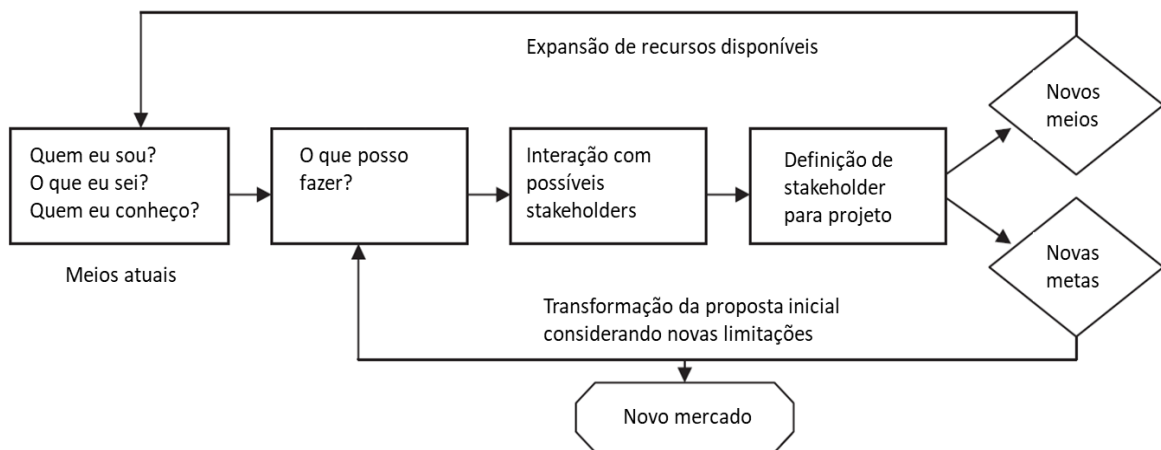 Expansão de recursos disponíveis
Novos
meios
Quem eu sou?
O que eu sei?
Quem eu conheço?
O que posso
fazer?
Interação com
possíveis
stakeholders
Definição de
stakeholder
para projeto
Novas
metas
Meios atuais
Transformação da proposta inicial
considerando novas limitações
Novo mercado